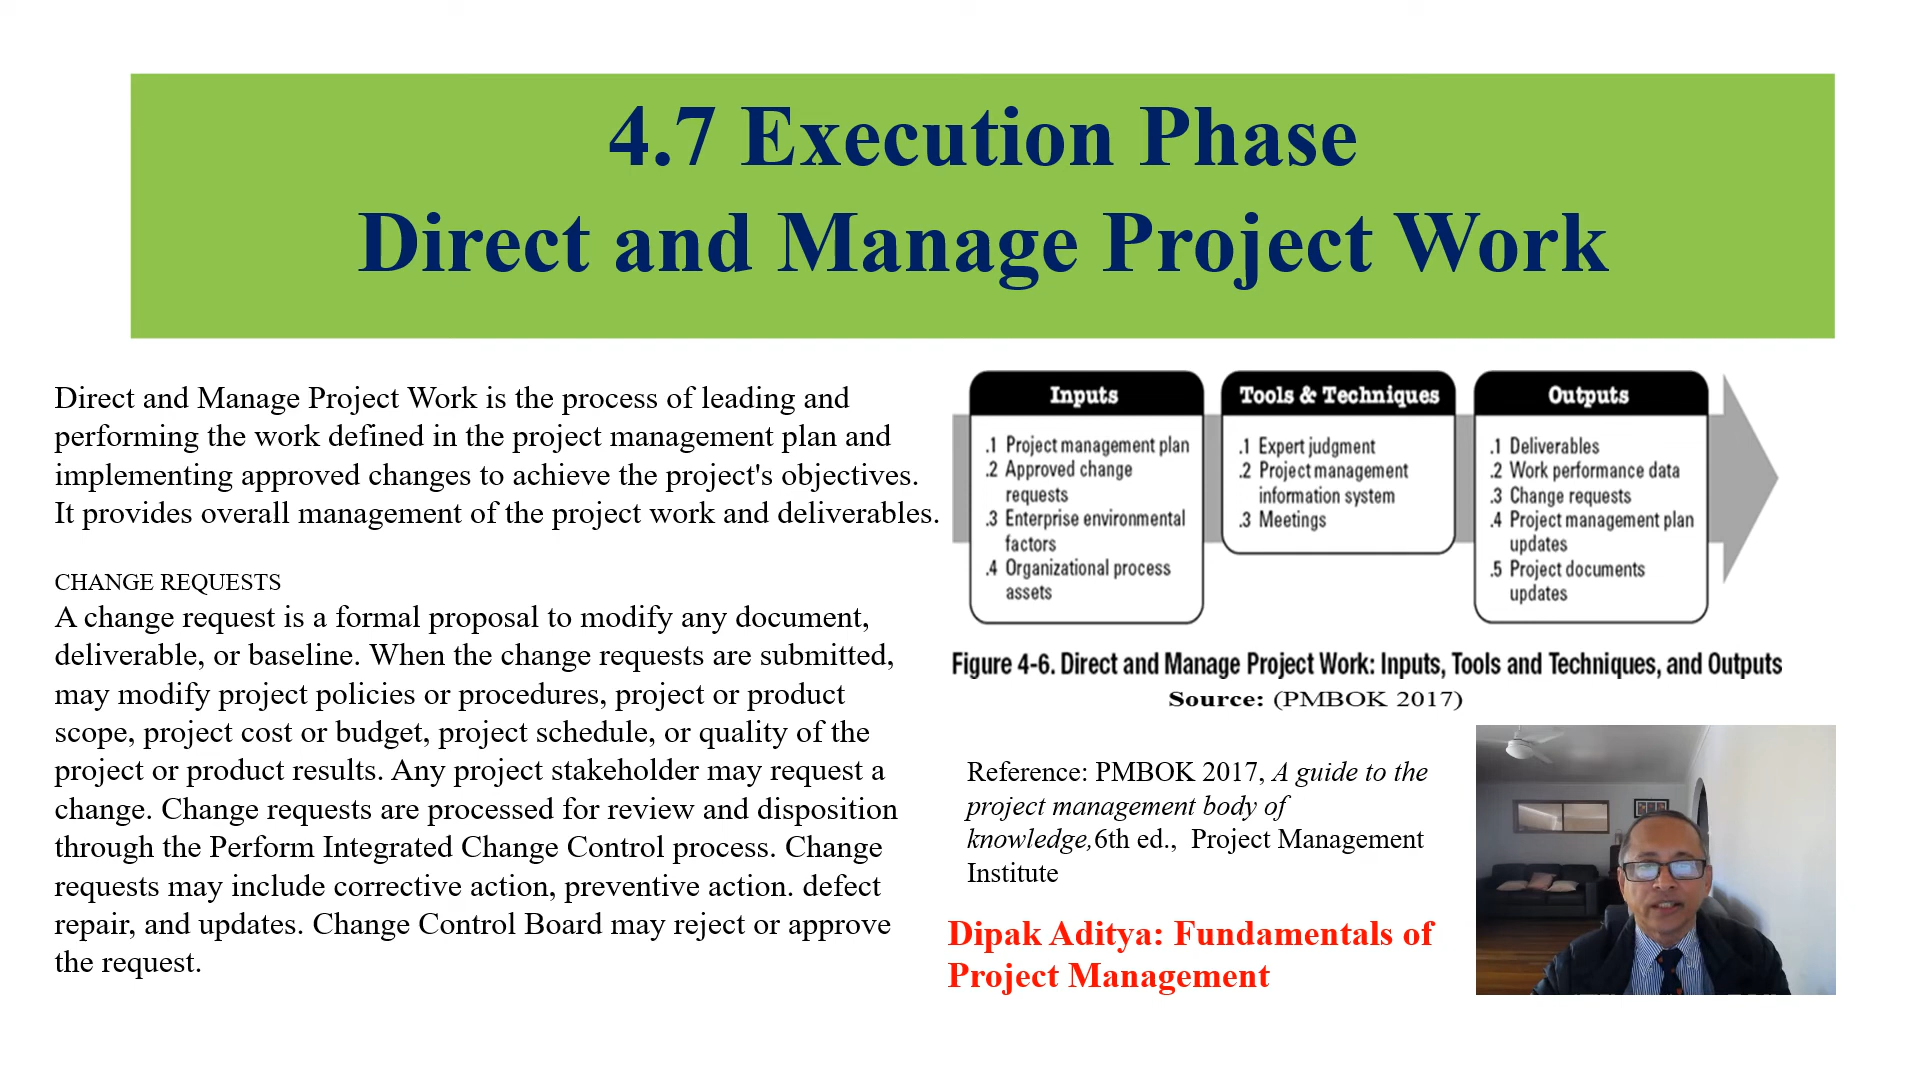 4.7 Execution Phase
Direct and Manage Project Work
Direct and Manage Project Work is the process of leading and
performing the work defined in the project management plan and
implementing approved changes to achieve the project's objectives.
It provides overall management of the project work and deliverables.
CHANGE REQUESTS
A change request is a formal proposal to modify any document,
deliverable, or baseline. When the change requests are submitted,
may modify project policies or procedures, project or product
scope, project cost or budget, project schedule, or quality of the
project or product results. Any project stakeholder may request a
change. Change requests are processed for review and disposition
through the Perform Integrated Change Control process. Change
requests may include corrective action, preventive action. defect
repair, and updates. Change Control Board may reject or approve
the request.
Inputs
.1 Project management plan
.2 Approved change
requests
.3 Enterprise environmental
factors
.4 Organizational process
assets
Tools & Techniques
.1 Expert judgment
.2 Project management
information system
.3 Meetings
Outputs
.1 Deliverables
.2 Work performance data
.3 Change requests
.4 Project management plan
updates
.5 Project documents
updates
Figure 4-6. Direct and Manage Project Work: Inputs, Tools and Techniques, and Outputs
Source: (PMBOK 2017)
Reference: PMBOK 2017, A guide to the
project management body of
knowledge,6th ed., Project Management
Institute
Dipak Aditya: Fundamentals of
Project Management